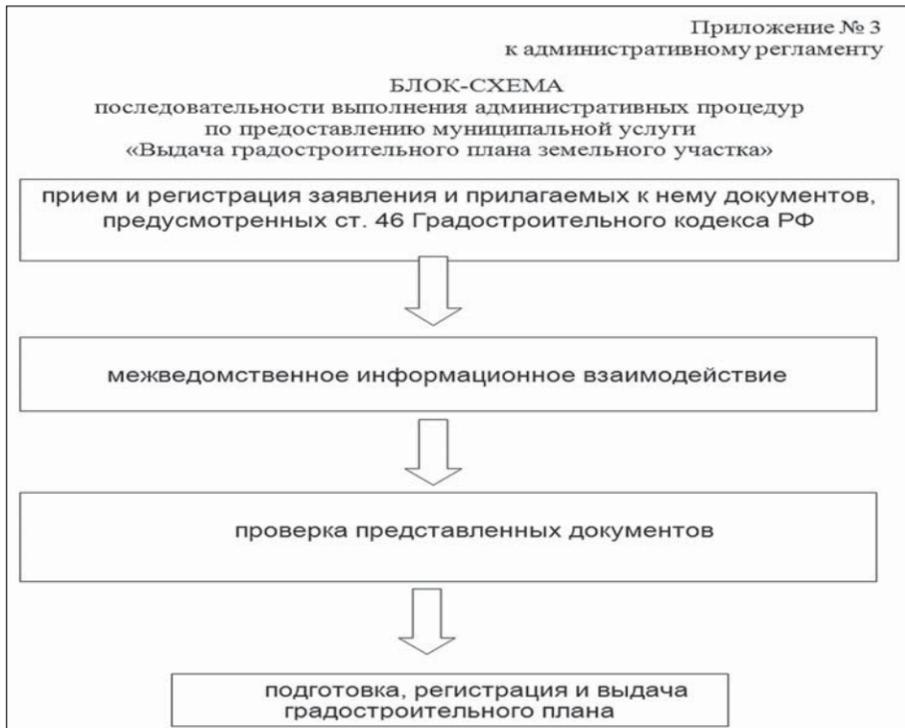 Приложение № 3
к административному регламенту
БЛОК-СХЕМА
последовательности выполнения административных процедур
по предоставлению муниципальной услуги
«Выдача градостроительного плана земельного участка»
прием и регистрация заявления и прилагаемых к нему документов,
предусмотренных ст. 46 Градостроительного кодекса РФ
межведомственное информационное взаимодействие
проверка представленных документов
подготовка, регистрация и выдача
градостроительного плана